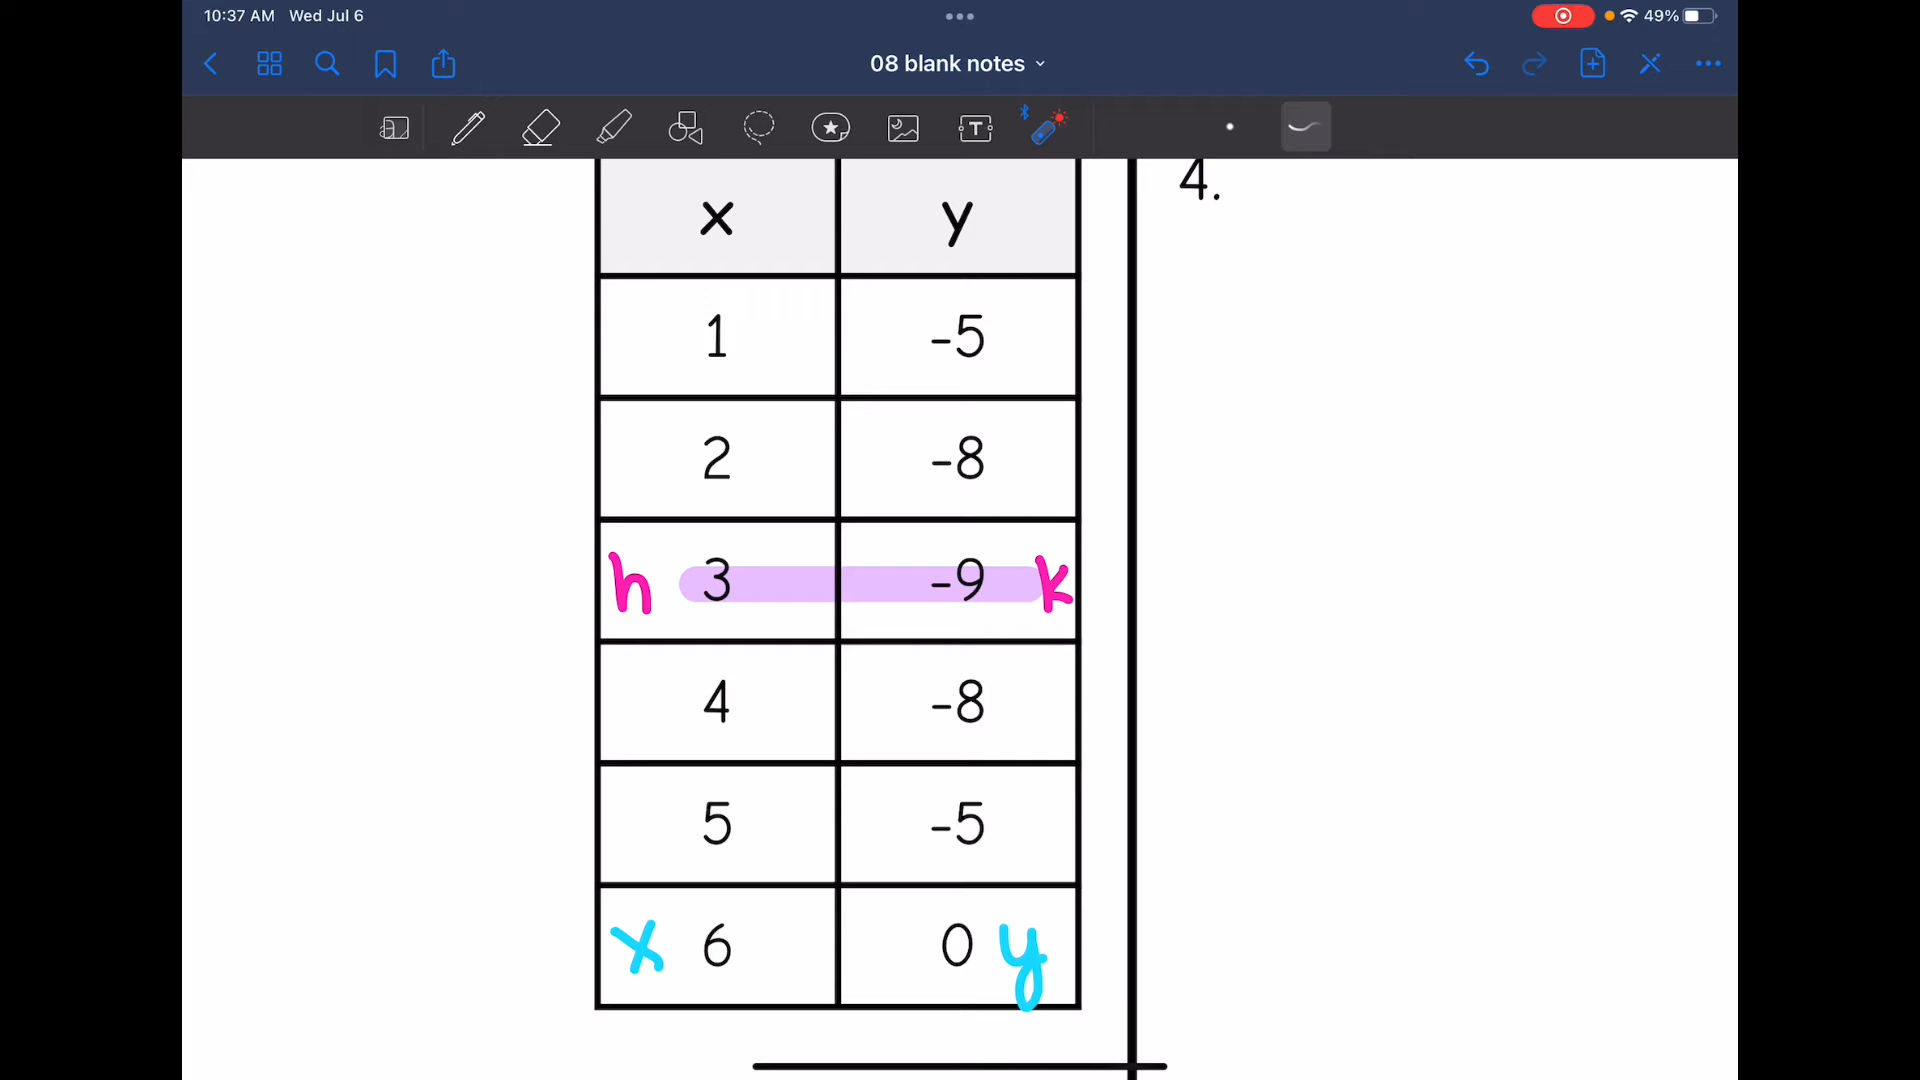 10:37 AM Wed Jul 6
49%
08 blank notes
T
4.
x y
1 -5
2 -8
h 3 -9 k
4 -8
5 -5
x 6 0 y